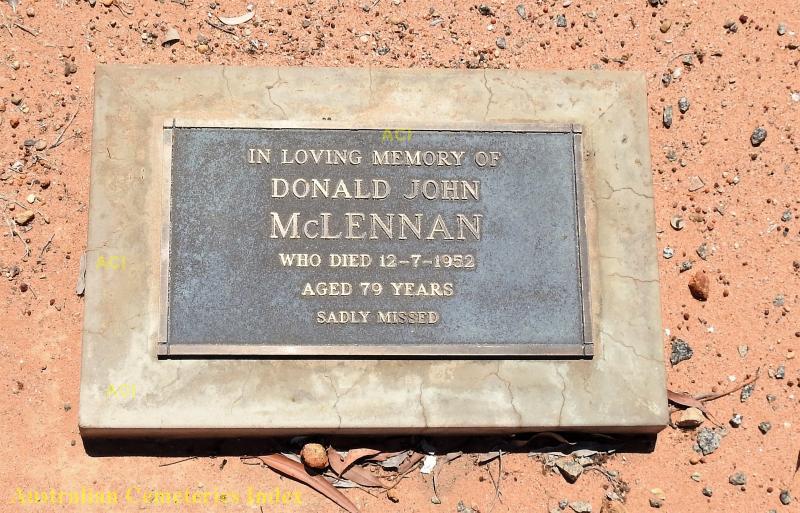 ACI
IN LOVING MEMORY OF
DONALD JOHN
McLENNAN
WHO DIED 12-7-1952
AGED 79 YEARS
SADLY MISSED
ACI
ACI
Australian Cemeteries Index